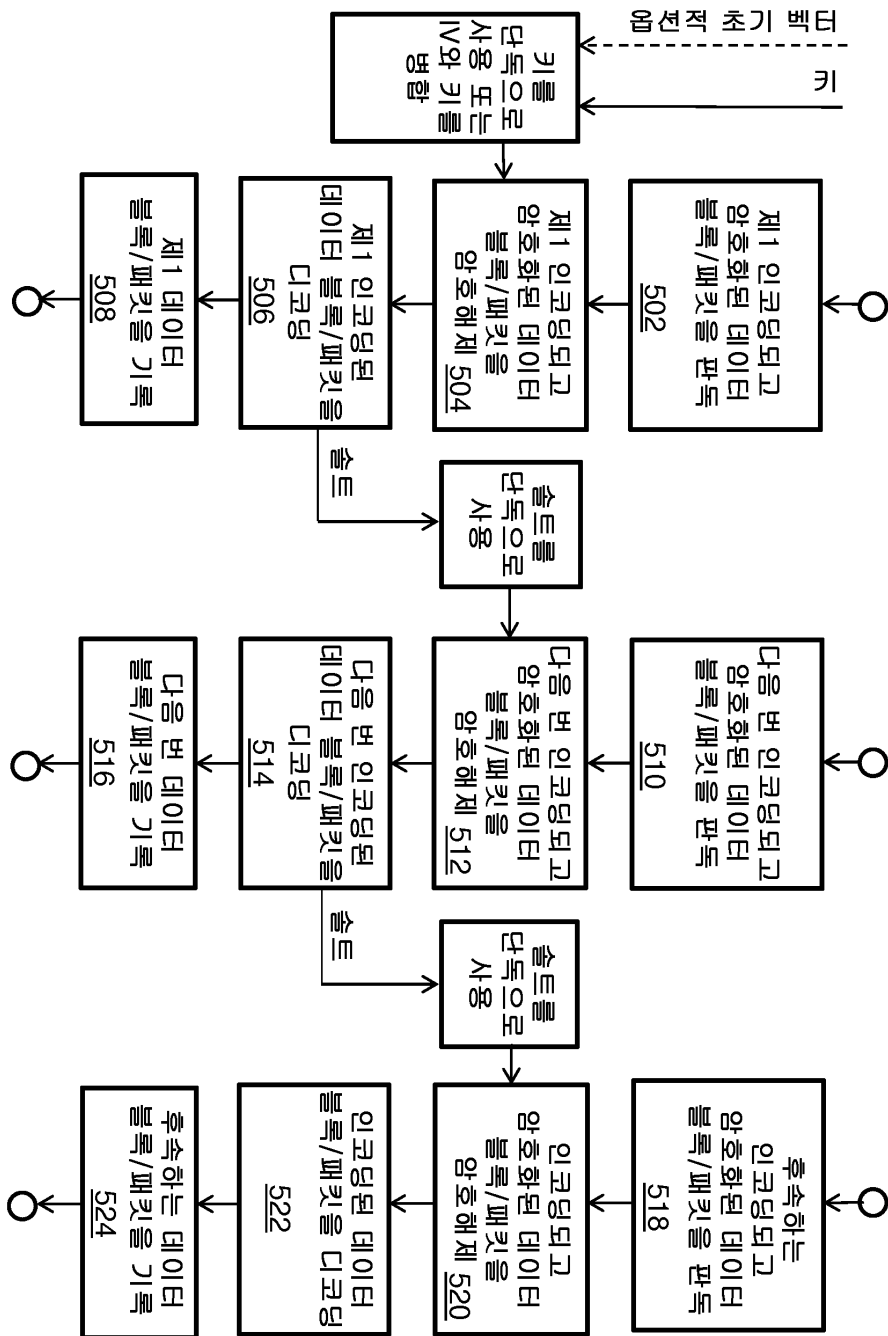 옵션적 초기 벡터
키
키를
단독으로
사용 또는
IV와 키를
병합
제1 인코딩되고
암호화된 데이터
블록/패킷을 판독
502
제1 인코딩되고
암호화된 데이터
블록/패킷을
암호해제 504
제1 인코딩된
데이터 블록/패킷을
디코딩
506
제1 데이터
블록/패킷을 기록
508
솔트
솔트를
단독으로
사용
다음 번 인코딩되고
암호화된 데이터
블록/패킷을 판독
510
다음 번 인코딩되고
암호화된 데이터
블록/패킷을
암호해제 512
다음 번 인코딩된
데이터 블록/패킷을
디코딩
514
다음 번 데이터
블록/패킷을 기록
516
솔트
솔트를
단독으로
사용
후속하는
인코딩되고
암호화된 데이터
블록/패킷을 판독
518
인코딩되고
암호화된 데이터
블록/패킷을
암호해제 520
인코딩된 데이터
블록/패킷을 디코딩
522
후속하는 데이터
블록/패킷을 기록
524